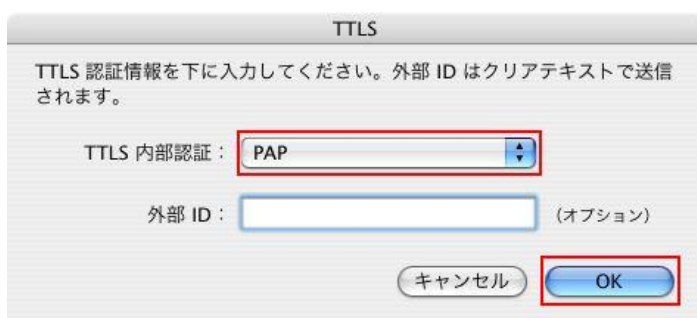 TTLS
TTLS 認証情報を下に入力してください。外部 ID はクリアテキストで送信
されます。
TTLS 内部認証： PAP
外部 ID： (オプション)
キャンセル OK